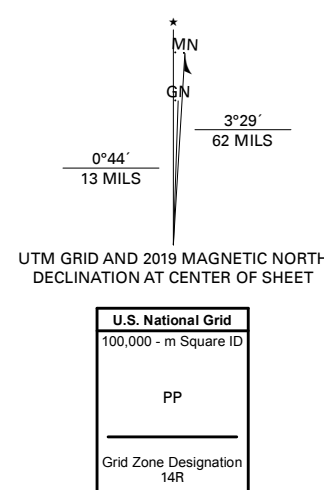 ★
MN
GN
3°29´
62 MILS
0°44´
13 MILS
UTM GRID AND 2019 MAGNETIC NORTH
DECLINATION AT CENTER OF SHEET
U.S. National Grid
100,000 - m Square ID
PP
Grid Zone Designation
14R